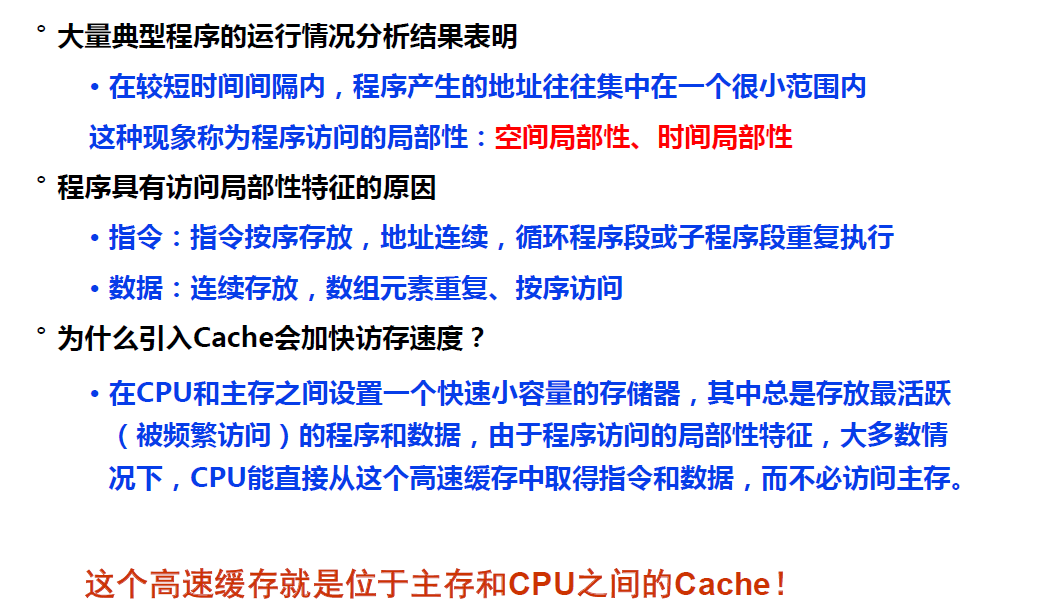 ° 大量典型程序的运行情况分析结果表明
• 在较短时间间隔内，程序产生的地址往往集中在一个很小范围内
这种现象称为程序访问的局部性：空间局部性、时间局部性
° 程序具有访问局部性特征的原因
• 指令：指令按序存放，地址连续，循环程序段或子程序段重复执行
• 数据：连续存放，数组元素重复、按序访问
° 为什么引入Cache会加快访存速度？
• 在CPU和主存之间设置一个快速小容量的存储器，其中总是存放最活跃
（被频繁访问）的程序和数据，由于程序访问的局部性特征，大多数情
况下，CPU能直接从这个高速缓存中取得指令和数据，而不必访问主存。
这个高速缓存就是位于主存和CPU之间的Cache！